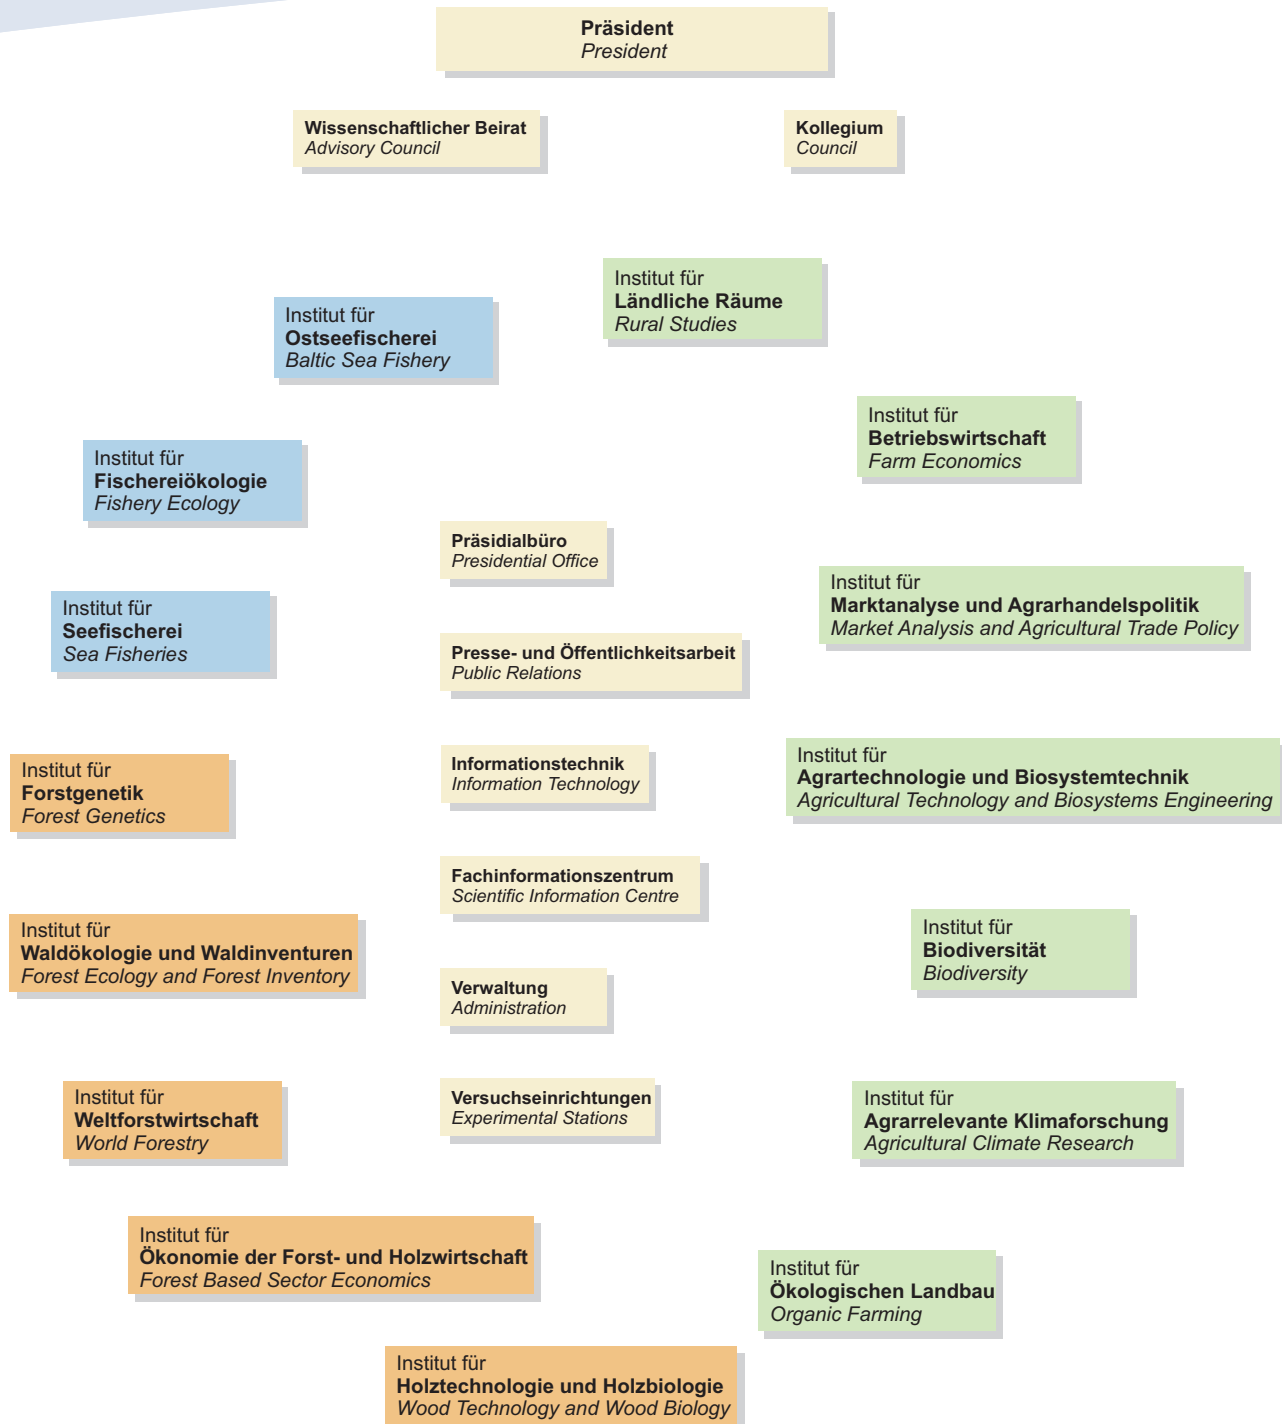 Präsident
President
Wissenschaftlicher Beirat
Advisory Council
Kollegium
Council
Institut für
Ländliche Räume
Rural Studies
Institut für
Ostseefischerei
Baltic Sea Fishery
Institut für
Betriebswirtschaft
Farm Economics
Institut für
Fischereiökologie
Fishery Ecology
Präsidialbüro
Presidential Office
Institut für
Marktanalyse und Agrarhandelspolitik
Market Analysis and Agricultural Trade Policy
Institut für
Seefischerei
Sea Fisheries
Presse- und Öffentlichkeitsarbeit
Public Relations
Informationstechnik
Information Technology
Institut für
Agrartechnologie und Biosystemtechnik
Agricultural Technology and Biosystems Engineering
Institut für
Forstgenetik
Forest Genetics
Fachinformationszentrum
Scientific Information Centre
Institut für
Biodiversität
Biodiversity
Institut für
Waldökologie und Waldinventuren
Forest Ecology and Forest Inventory
Verwaltung
Administration
Versuchseinrichtungen
Experimental Stations
Institut für
Weltforstwirtschaft
World Forestry
Institut für
Agrarrelevante Klimaforschung
Agricultural Climate Research
Institut für
Ökonomie der Forst- und Holzwirtschaft
Forest Based Sector Economics
Institut für
Ökologischen Landbau
Organic Farming
Institut für
Holztechnologie und Holzbiologie
Wood Technology and Wood Biology